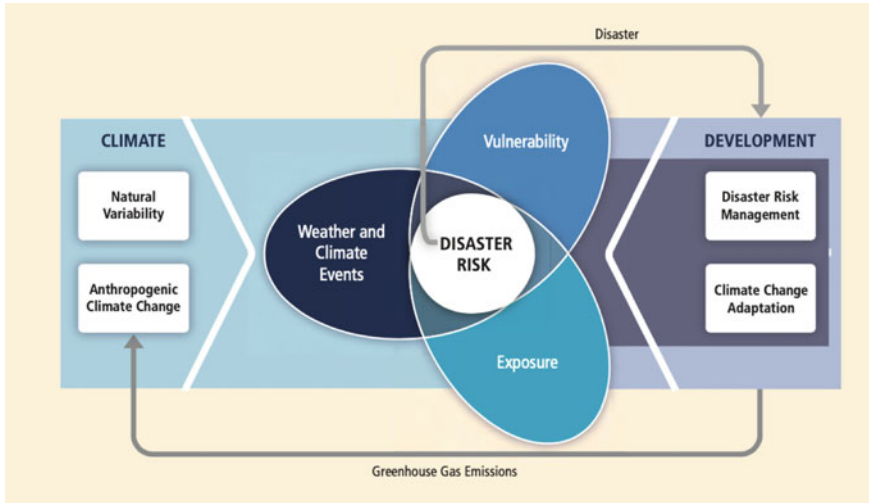 Disaster
CLIMATE
Natural
Variability
Anthropogenic
Climate Change
Vulnerability
Weather and
Climate
Events
DISASTER
RISK
Exposure
DEVELOPMENT
Disaster Risk
Management
Climate Change
Adaptation
Greenhouse Gas Emissions